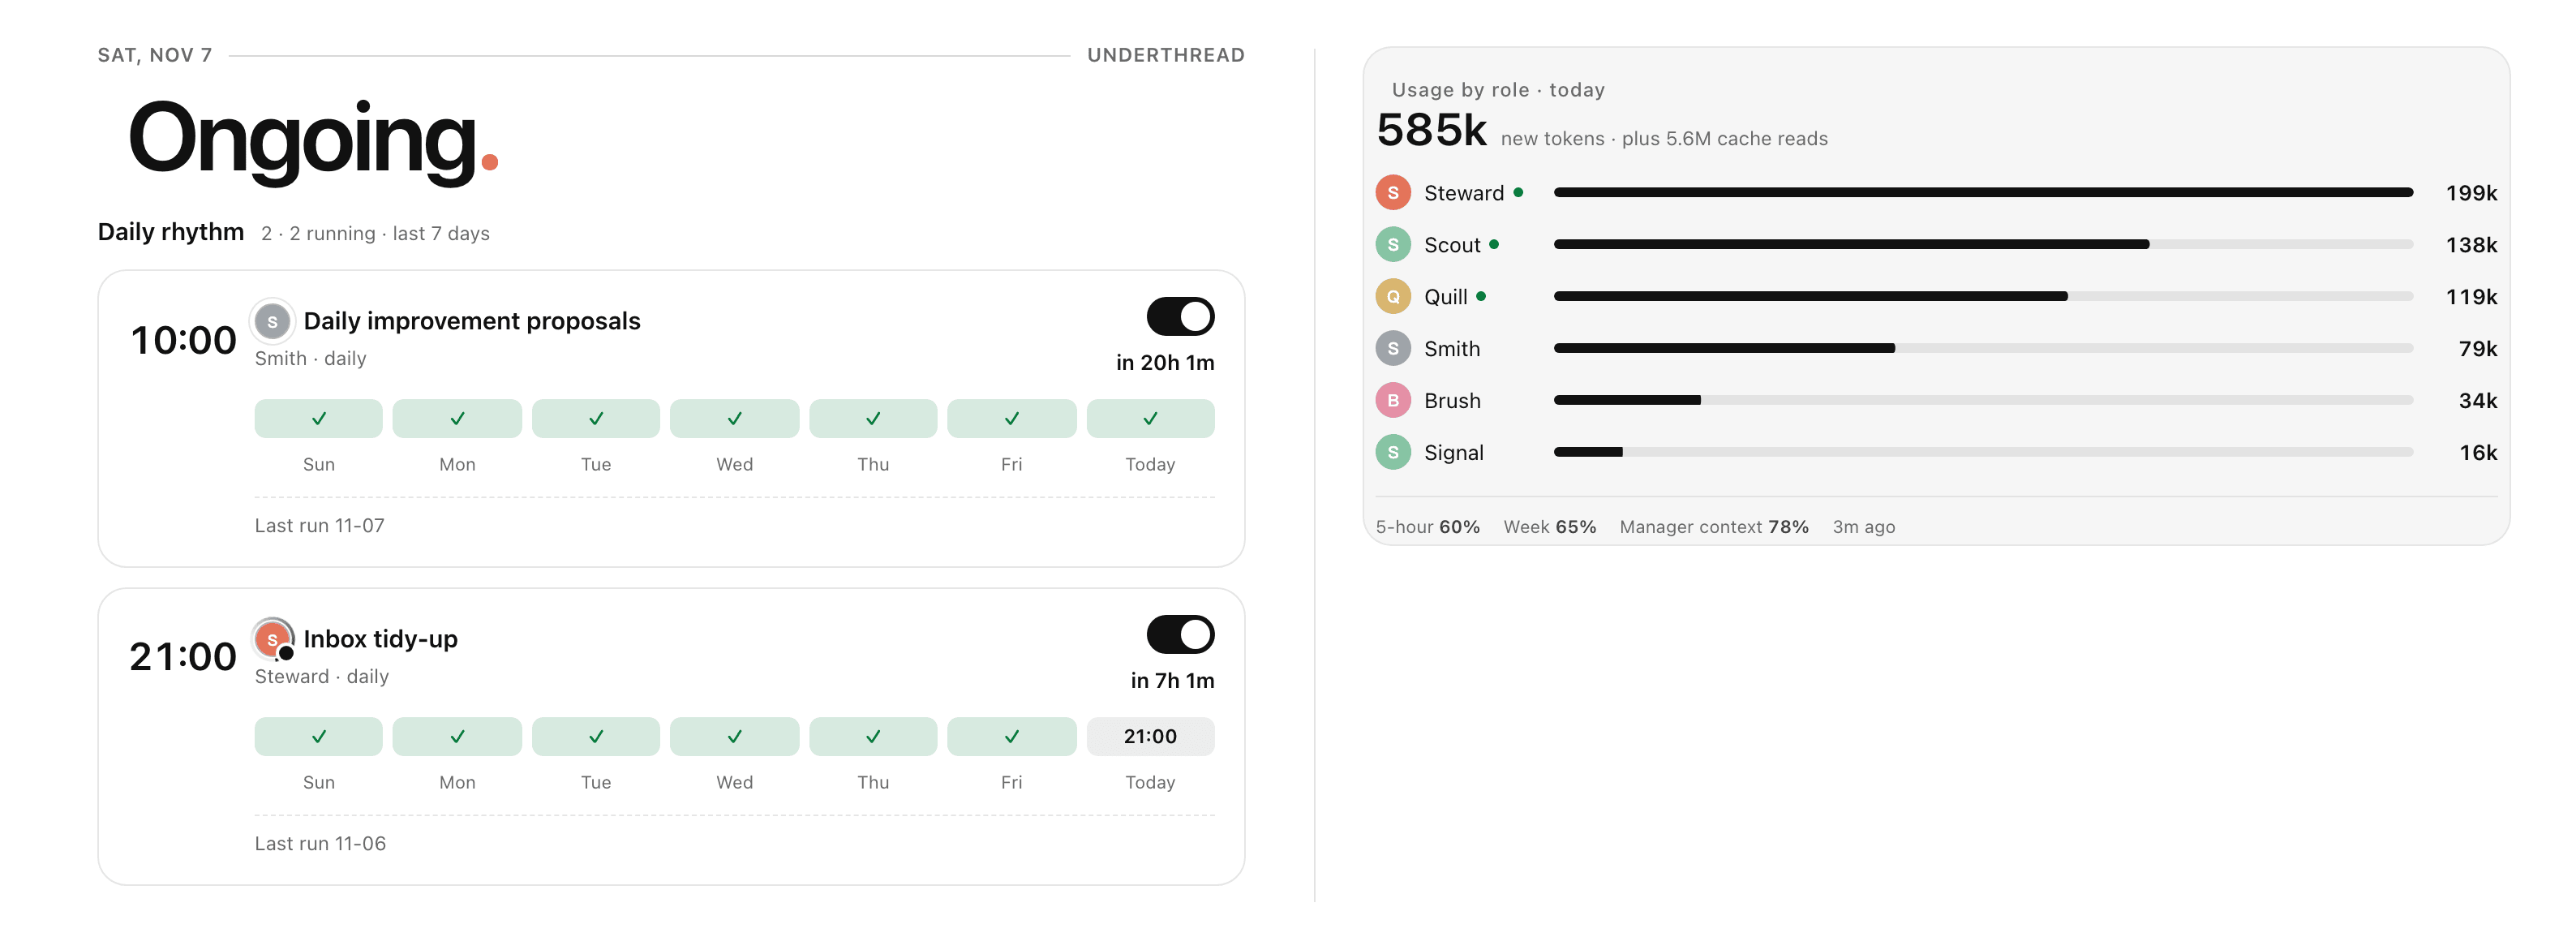 SAT, NOV 7 UNDERTHREAD
Ongoing.
Daily rhythm 2 · 2 running · last 7 days
10:00 S Daily improvement proposals
Smith · daily in 20h 1m
Sun Mon Tue Wed Thu Fri Today
Last run 11-07
21:00 S Inbox tidy-up
Steward · daily in 7h 1m
21:00
Sun Mon Tue Wed Thu Fri Today
Last run 11-06
Usage by role · today
585k new tokens · plus 5.6M cache reads
S Steward 199k
S Scout 138k
Q Quill 119k
S Smith 79k
B Brush 34k
S Signal 16k
5-hour 60% Week 65% Manager context 78% 3m ago